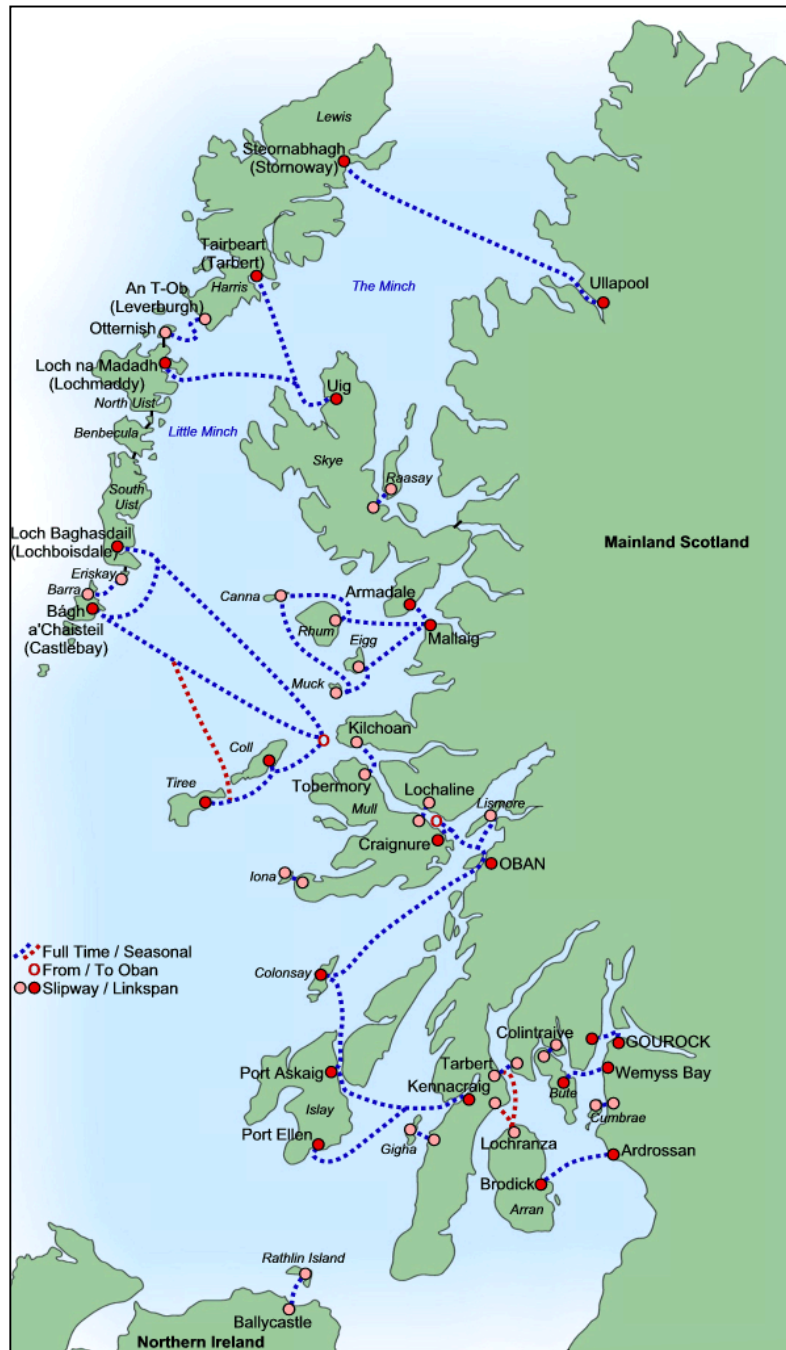 Lewis
Steornabhagh
(Stornoway)
Tairbeart
(Tarbert)
Harris
The Minch
Ullapool
An T-Ob
(Leverburgh)
Otternish
Loch na Madadh
(Lochmaddy)
Uig
North Uist
Little Minch
Benbecula
Skye
Raasay
South
Uist
Loch Baghasdail
(Lochboisdale)
Mainland Scotland
Eriskay
Barra
Bágh
a'Chaisteil
(Castlebay)
Canna
Armadale
Rhum
Mallaig
Eigg
Muck
Kilchoan
O
Coll
Tiree
Tobermory
Lochaline
Lismore
Mull
O
Craignure
OBAN
Iona
Full Time / Seasonal
O From / To Oban
Slipway / Linkspan
Colonsay
Colintraive
GOUROCK
Tarbert
Wemyss Bay
Port Askaig
Kennacraig
Bute
Islay
Cumbrae
Port Ellen
Gigha
Lochranza
Ardrossan
Brodick
Arran
Rathlin Island
Ballycastle
Northern Ireland